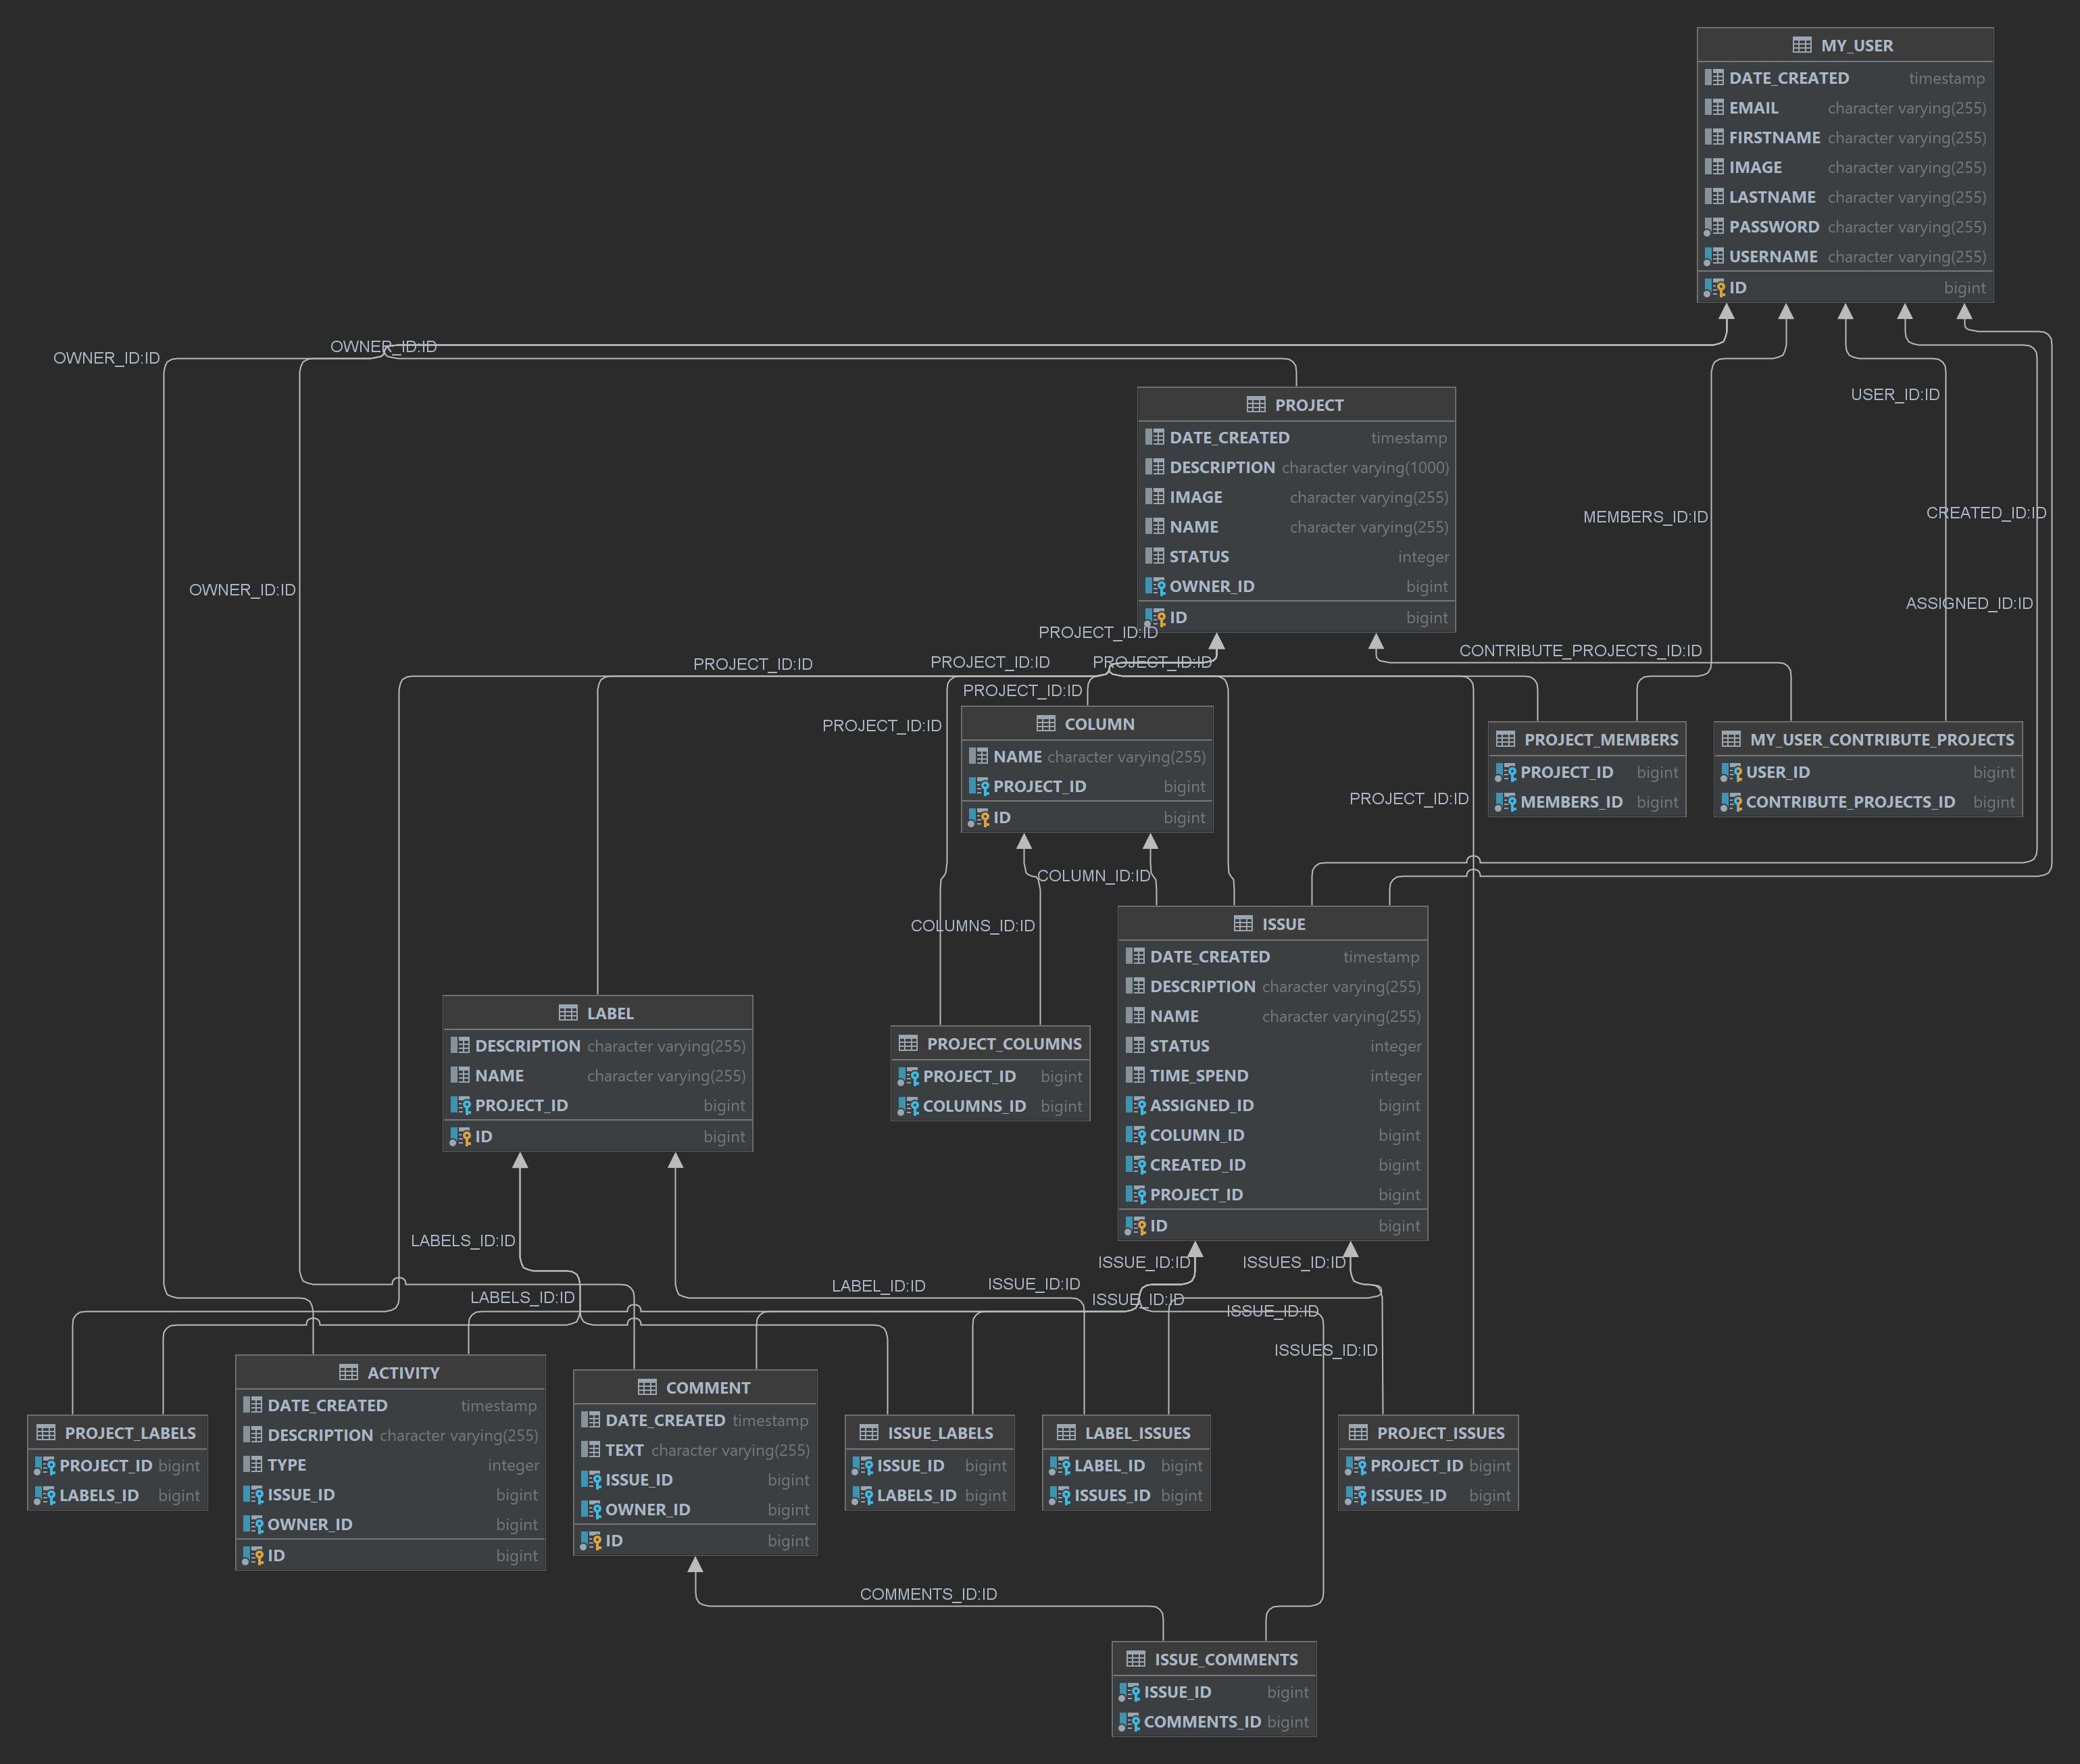 MY_USER
DATE_CREATED timestamp
EMAIL character varying(255)
FIRSTNAME character varying(255)
IMAGE character varying(255)
LASTNAME character varying(255)
PASSWORD character varying(255)
USERNAME character varying(255)
ID bigint
OWNER_ID:ID
OWNER_ID:ID
OWNER_ID:ID
USER_ID:ID
MEMBERS_ID:ID
CREATED_ID:ID
ASSIGNED_ID:ID
PROJECT
DATE_CREATED timestamp
DESCRIPTION character varying(1000)
IMAGE character varying(255)
NAME character varying(255)
STATUS integer
OWNER_ID bigint
ID bigint
PROJECT_ID:ID
CONTRIBUTE_PROJECTS_ID:ID
PROJECT_ID:ID
PROJECT_ID:ID
PROJECT_ID:ID
PROJECT_ID:ID
PROJECT_ID:ID
PROJECT_ID:ID
COLUMN
NAME character varying(255)
PROJECT_ID bigint
ID bigint
PROJECT_MEMBERS
PROJECT_ID bigint
MEMBERS_ID bigint
MY_USER_CONTRIBUTE_PROJECTS
USER_ID bigint
CONTRIBUTE_PROJECTS_ID bigint
COLUMN_ID:ID
COLUMNS_ID:ID
ISSUE
DATE_CREATED timestamp
DESCRIPTION character varying(255)
NAME character varying(255)
STATUS integer
TIME_SPEND integer
ASSIGNED_ID bigint
COLUMN_ID bigint
CREATED_ID bigint
PROJECT_ID bigint
ID bigint
LABEL
DESCRIPTION character varying(255)
NAME character varying(255)
PROJECT_ID bigint
ID bigint
PROJECT_COLUMNS
PROJECT_ID bigint
COLUMNS_ID bigint
LABELS_ID:ID
ISSUE_ID:ID
ISSUES_ID:ID
LABEL_ID:ID
ISSUE_ID:ID
LABELS_ID:ID
ISSUE_ID:ID
ISSUE_ID:ID
ISSUES_ID:ID
PROJECT_LABELS
PROJECT_ID bigint
LABELS_ID bigint
ACTIVITY
DATE_CREATED timestamp
DESCRIPTION character varying(255)
TYPE integer
ISSUE_ID bigint
OWNER_ID bigint
ID bigint
COMMENT
DATE_CREATED timestamp
TEXT character varying(255)
ISSUE_ID bigint
OWNER_ID bigint
ID bigint
ISSUE_LABELS
ISSUE_ID bigint
LABELS_ID bigint
LABEL_ISSUES
LABEL_ID bigint
ISSUES_ID bigint
PROJECT_ISSUES
PROJECT_ID bigint
ISSUES_ID bigint
COMMENTS_ID:ID
ISSUE_COMMENTS
ISSUE_ID bigint
COMMENTS_ID bigint